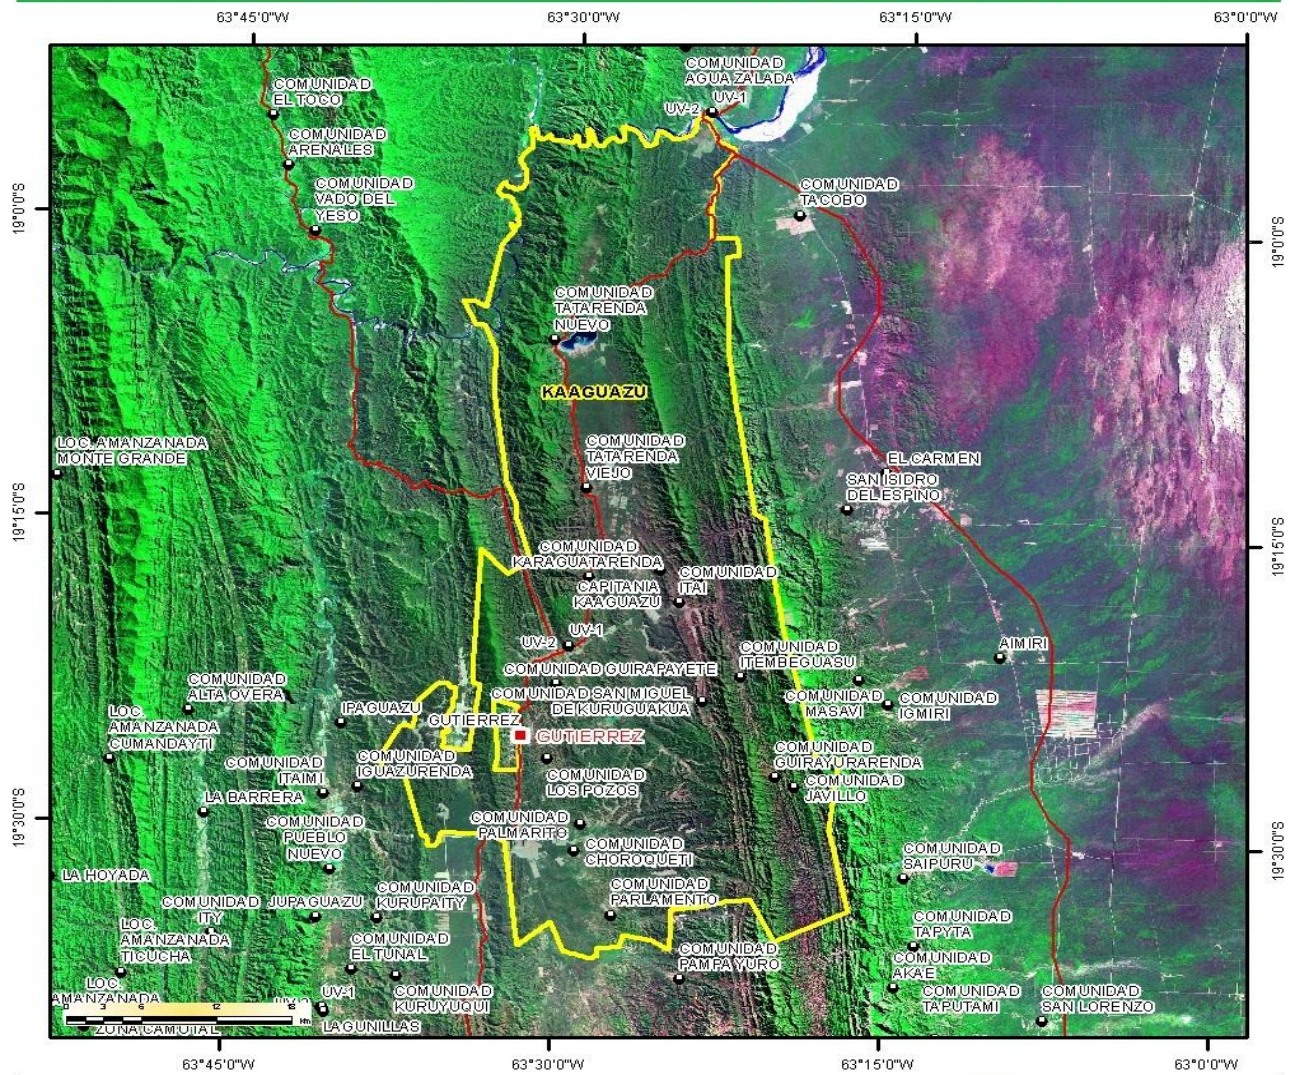 63°45'0"W
63°30'0"W
63°15'0"W
63°0'0"W
COMUNIDAD
AGUA ZALADA
UV-1
UV-2
COMUNIDAD
EL TOCO
COMUNIDAD
ARENALES
COMUNIDAD
VADO DEL
YESO
COMUNIDAD
TACOBO
19°0'0"S
19°0'0"S
COMUNIDAD
TATARENDA
NUEVO
KAAGUAZU
LOC. AMANZANADA
MONTE GRANDE
COMUNIDAD
TATARENDA
VIEJO
EL CARMEN
SAN ISIDRO
DEL ESPINO
19°15'0"S
19°15'0"S
COMUNIDAD
KARAGUATARENDA
CAPITANIA
KAAGUAZU
COMUNIDAD
ITAI
UV-2
UV-1
AIMIRI
COMUNIDAD
ITEMBEGUASU
COMUNIDAD GUIRAPAYETE
COMUNIDAD
ALTA OVERA
COMUNIDAD SAN MIGUEL
DE KURUGUAKUA
COMUNIDAD
MASAVI
COMUNIDAD
IGMIRI
LOC.
AMANZANADA
CUMANDAYTI
IPAGUAZU
GUTIERREZ
GUTIERREZ
COMUNIDAD
IGUAZURENDA
COMUNIDAD
GUIRAYURARENDA
COMUNIDAD
ITAIMI
COMUNIDAD
LOS POZOS
COMUNIDAD
JAVILLO
LA BARRERA
19°30'0"S
19°30'0"S
COMUNIDAD
PALMARITO
COMUNIDAD
PUEBLO
NUEVO
COMUNIDAD
CHOROQUETI
COMUNIDAD
SAIPURU
LA HOYADA
COMUNIDAD
PARLAMENTO
COMUNIDAD
KURUPAITY
COMUNIDAD
ITY
JUPAGUAZU
COMUNIDAD
TAPYTA
LOC.
AMANZANADA
TICUCHA
COMUNIDAD
EL TUNAL
COMUNIDAD
PAMPA YURO
COMUNIDAD
AKAE
LOC.
AMANZANADA
UV-1
COMUNIDAD
KURUYUQUI
COMUNIDAD
TAPUTAMI
COMUNIDAD
SAN LORENZO
0 3 6 12 18
Km
ZONA CAMOTAL
LAGUNILLAS
63°45'0"W
63°30'0"W
63°15'0"W
63°0'0"W